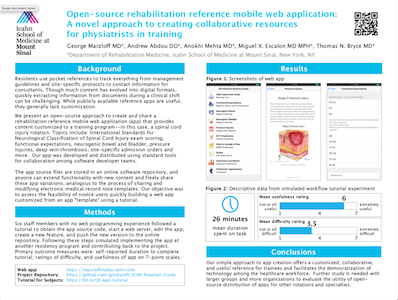 Open-source rehabilitation reference mobile web application:
A novel approach to creating collaborative resources
for physiatrists in training
George Marzloff MD*, Andrew Abdou DO*, Anokhi Mehta MD*, Miguel X. Escalon MD MPH*, Thomas N. Bryce MD*
*Department of Rehabilitation Medicine, Icahn School of Medicine at Mount Sinai, New York, NY
Icahn
School of
Medicine at
Mount
Sinai
Background
Residents use pocket references to track everything from management
guidelines and site-specific protocols to contact information for
consultants. Though much content has evolved into digital formats,
quickly extracting information from documents during a clinical shift
can be challenging. While publicly available reference apps are useful,
they generally lack customization.
We present an open-source approach to create and share a
rehabilitation reference mobile web application (app) that provides
content customized to a training program—in this case, a spinal cord
injury rotation. Topics include: International Standards for
Neurological Classification of Spinal Cord Injury exam scoring,
functional expectations, neurogenic bowel and bladder, pressure
injuries, deep vein thrombosis, site-specific admission orders and
more. Our app was developed and distributed using standard tools
for collaboration among software developer teams.
The app source files are stored in an online software repository, and
anyone can extend functionality with new content and freely share
these app variations, analogous to the process of sharing and
modifying electronic medical record note templates. Our objective was
to assess the feasibility of novice users quickly building a web app
customized from an app "template" using a tutorial.
Methods
Six staff members with no prior programming experience followed a
tutorial to obtain the app source code, start a web server, edit the app,
create a new feature, and push the new version to the online
repository. Following these steps simulated implementing the app at
another residency program and contributing back to the project.
Primary outcome measures were: self-reported duration to complete
tutorial, ratings of difficulty, and usefulness of app on 7-point scales.
Web app
Project Repository:
Tutorial for Subjects:
Results
Figure 1: Screenshots of web app
Figure 2: Descriptive data from simulated workflow tutorial experiment
26 minutes
mean duration
spent on task
Mean usefulness rating:
6
not at all
useful
1
4
7
extremely
useful
Mean difficulty rating:
3.5
not at all
difficult
1
4
7
extremely
difficult
Conclusions
Our simple approach to app creation offers a customized, collaborative,
and useful reference for trainees and facilitates the democratization of
technology among the healthcare workforce. Further study is needed with
larger groups and more organizations to evaluate the utility of open-
source distribution of apps for other rotations and specialties.